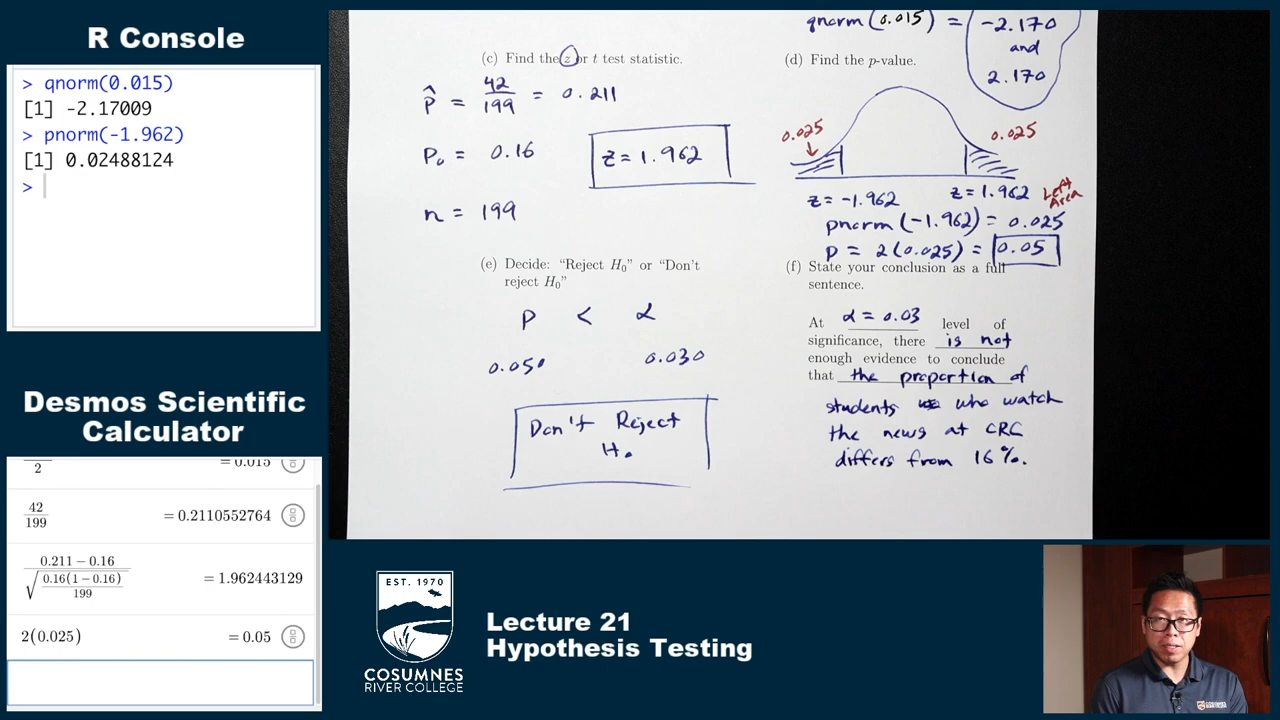 R Console
> qnorm(0.015)
[1] -2.17009
> pnorm(-1.962)
[1] 0.02488124
>
Desmos Scientific
Calculator
2 = 0.015
42/199 = 0.2110552764
(0.211 − 0.16)/√(0.16(1 − 0.16)/199) = 1.962443129
2(0.025) = 0.05
qnorm(0.015) = -2.170
and
2.170
(c) Find the z or t test statistic.
p̂ = 42/199 = 0.211
P₀ = 0.16
z = 1.962
n = 199
(d) Find the p-value.
0.025
0.025
z = -1.962
z = 1.962
Left
Area
pnorm(-1.962) = 0.025
P = 2(0.025) = 0.05
(e) Decide: “Reject H₀” or “Don’t
reject H₀”
P < α
0.050
0.030
Don't Reject
H₀
(f) State your conclusion as a full
sentence.
At α = 0.03 level of
significance, there is not
enough evidence to conclude
that the proportion of
students who watch
the news at CRC
differs from 16%.
EST. 1970
COSUMNES
RIVER COLLEGE
Lecture 21
Hypothesis Testing